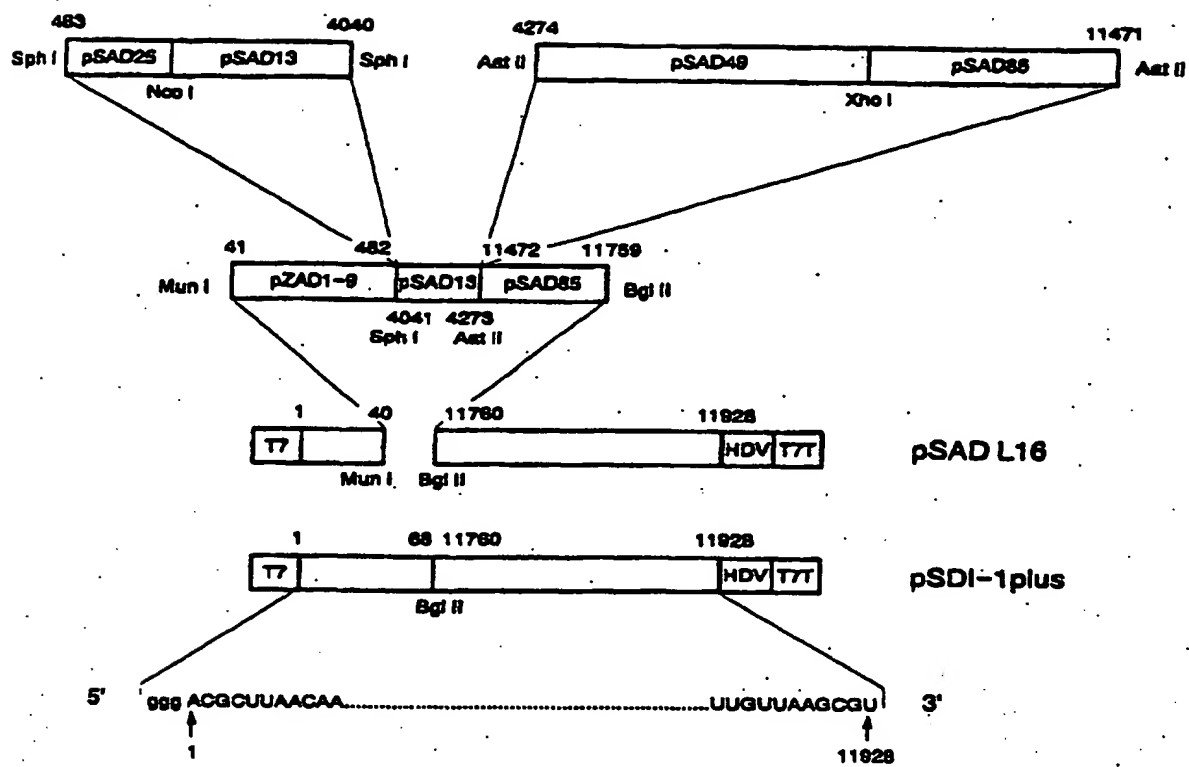 483 4040 4274 11471
Sph I pSAD25 pSAD13 Sph I Aat II pSAD49 pSAD85 Aat II
Nco I Xho I
41 482 11472 11759
Mun I pZAD1-9 pSAD13 pSAD85 Bgl II
4041 4273
Sph I Aat II
1 40 11760 11928
T7 HDV T7T pSAD L16
Mun I Bgl II
1 68 11760 11928
T7 HDV T7T pSDI-1plus
Bgl II
5' gggACGCUUAACAA............UUGUUAAGCGU 3'
1 11928